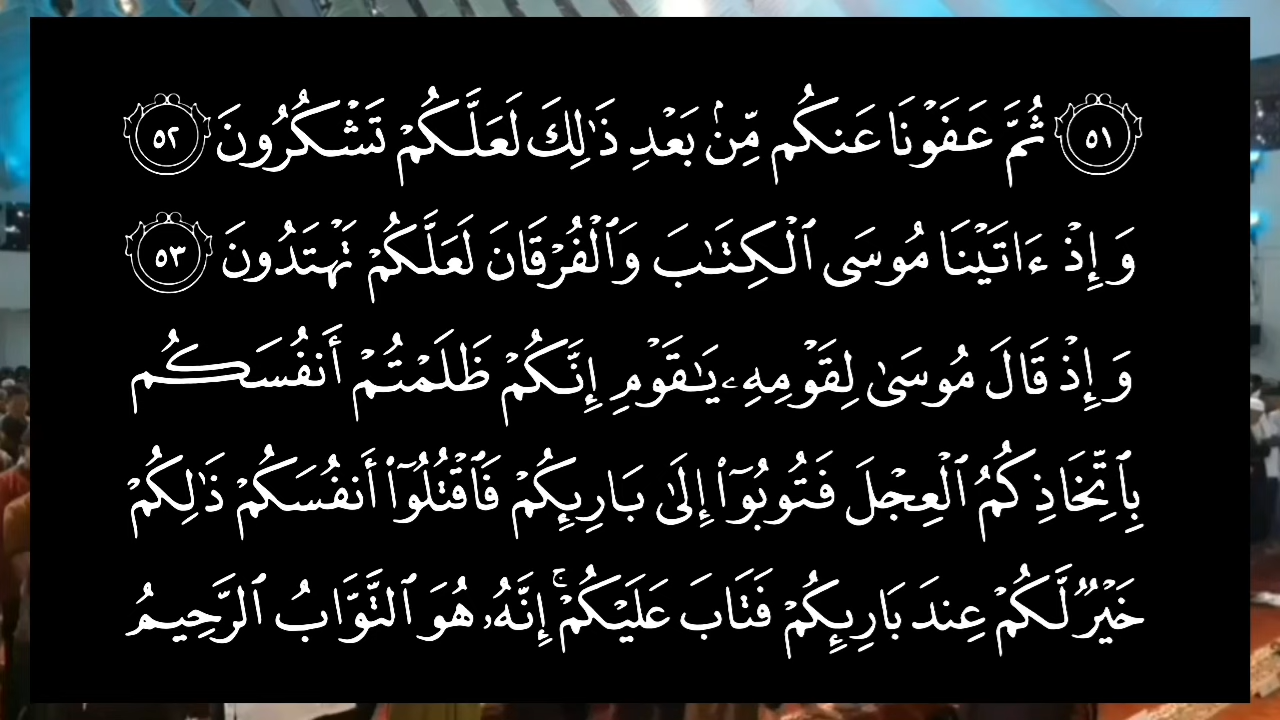 ٥١ ثُمَّ عَفَوْنَا عَنكُم مِّنۢ بَعْدِ ذَٰلِكَ لَعَلَّكُمْ تَشْكُرُونَ ٥٢
وَإِذْ ءَاتَيْنَا مُوسَى ٱلْكِتَـٰبَ وَٱلْفُرْقَانَ لَعَلَّكُمْ تَهْتَدُونَ ٥٣
وَإِذْ قَالَ مُوسَىٰ لِقَوْمِهِۦ يَـٰقَوْمِ إِنَّكُمْ ظَلَمْتُمْ أَنفُسَكُم
بِٱتِّخَاذِكُمُ ٱلْعِجْلَ فَتُوبُوٓا۟ إِلَىٰ بَارِئِكُمْ فَٱقْتُلُوٓا۟ أَنفُسَكُمْ ذَٰلِكُمْ
خَيْرٌ لَّكُمْ عِندَ بَارِئِكُمْ فَتَابَ عَلَيْكُمْ ۚ إِنَّهُۥ هُوَ ٱلتَّوَّابُ ٱلرَّحِيمُ